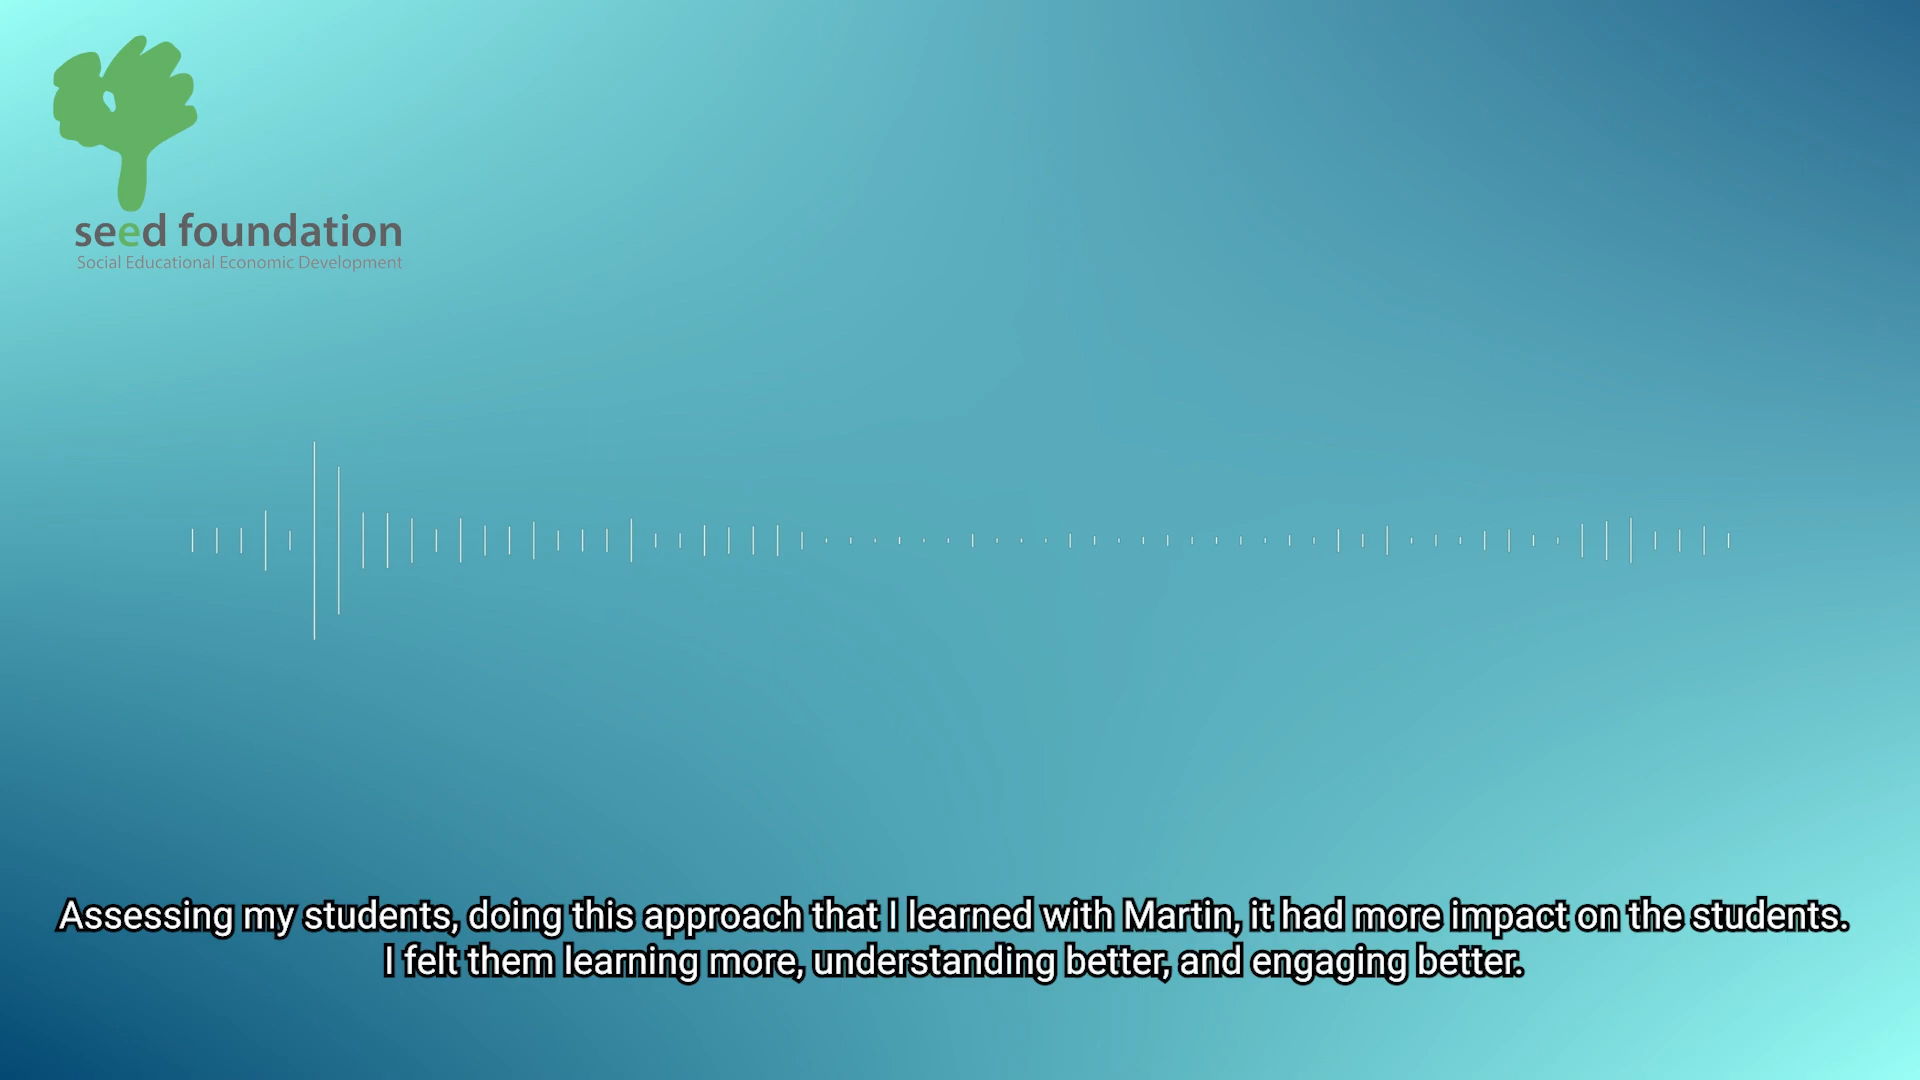 seed foundation
Social Educational Economic Development
Assessing my students, doing this approach that I learned with Martin, it had more impact on the students.
I felt them learning more, understanding better, and engaging better.